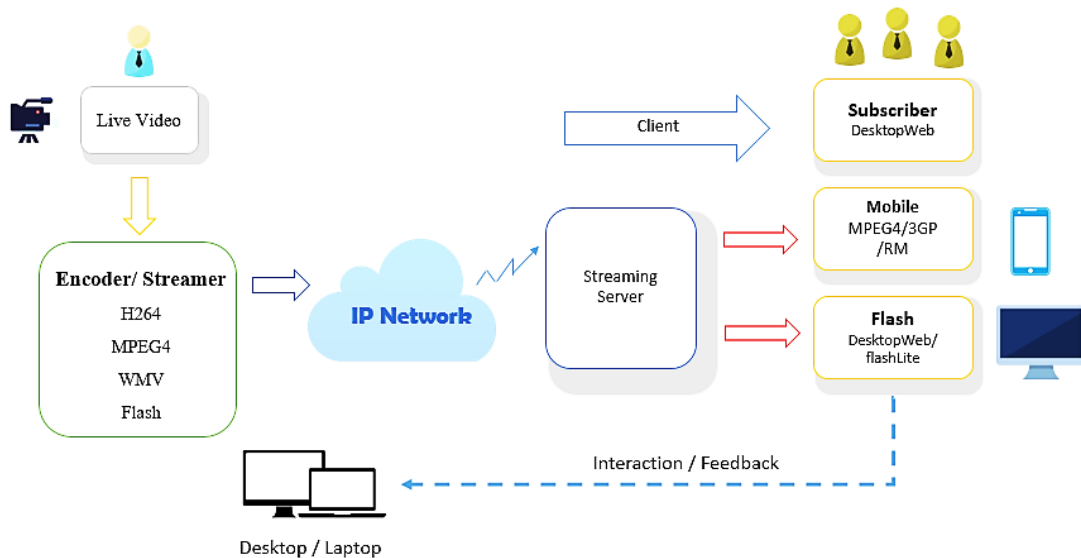 Live Video
Encoder/ Streamer
H264
MPEG4
WMV
Flash
IP Network
Streaming
Server
Client
Subscriber
DesktopWeb
Mobile
MPEG4/3GP
/RM
Flash
DesktopWeb/
flashLite
Interaction / Feedback
Desktop / Laptop